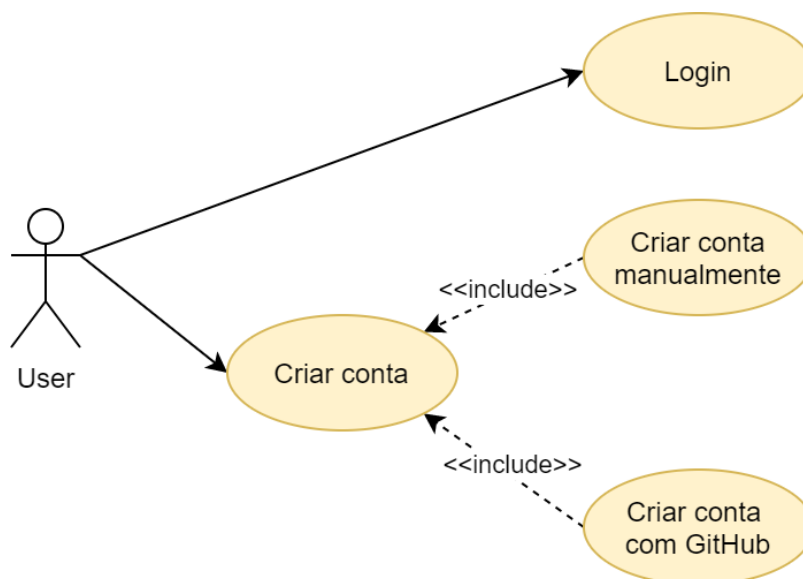 Login
Criar conta
manualmente
<<include>>
User
Criar conta
<<include>>
Criar conta
com GitHub